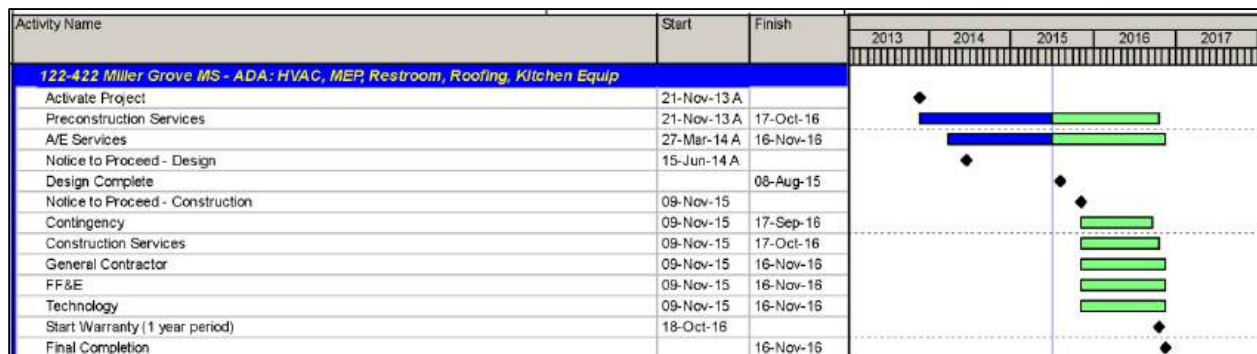 Activity Name Start Finish
2013 2014 2015 2016 2017
122-422 Miller Grove MS - ADA: HVAC, MEP, Restroom, Roofing, Kitchen Equip
Activate Project 21-Nov-13 A
Preconstruction Services 21-Nov-13 A 17-Oct-16
A/E Services 27-Mar-14 A 16-Nov-16
Notice to Proceed - Design 15-Jun-14 A
Design Complete 08-Aug-15
Notice to Proceed - Construction 09-Nov-15
Contingency 09-Nov-15 17-Sep-16
Construction Services 09-Nov-15 17-Oct-16
General Contractor 09-Nov-15 16-Nov-16
FF&E 09-Nov-15 16-Nov-16
Technology 09-Nov-15 16-Nov-16
Start Warranty (1 year period) 18-Oct-16
Final Completion 16-Nov-16